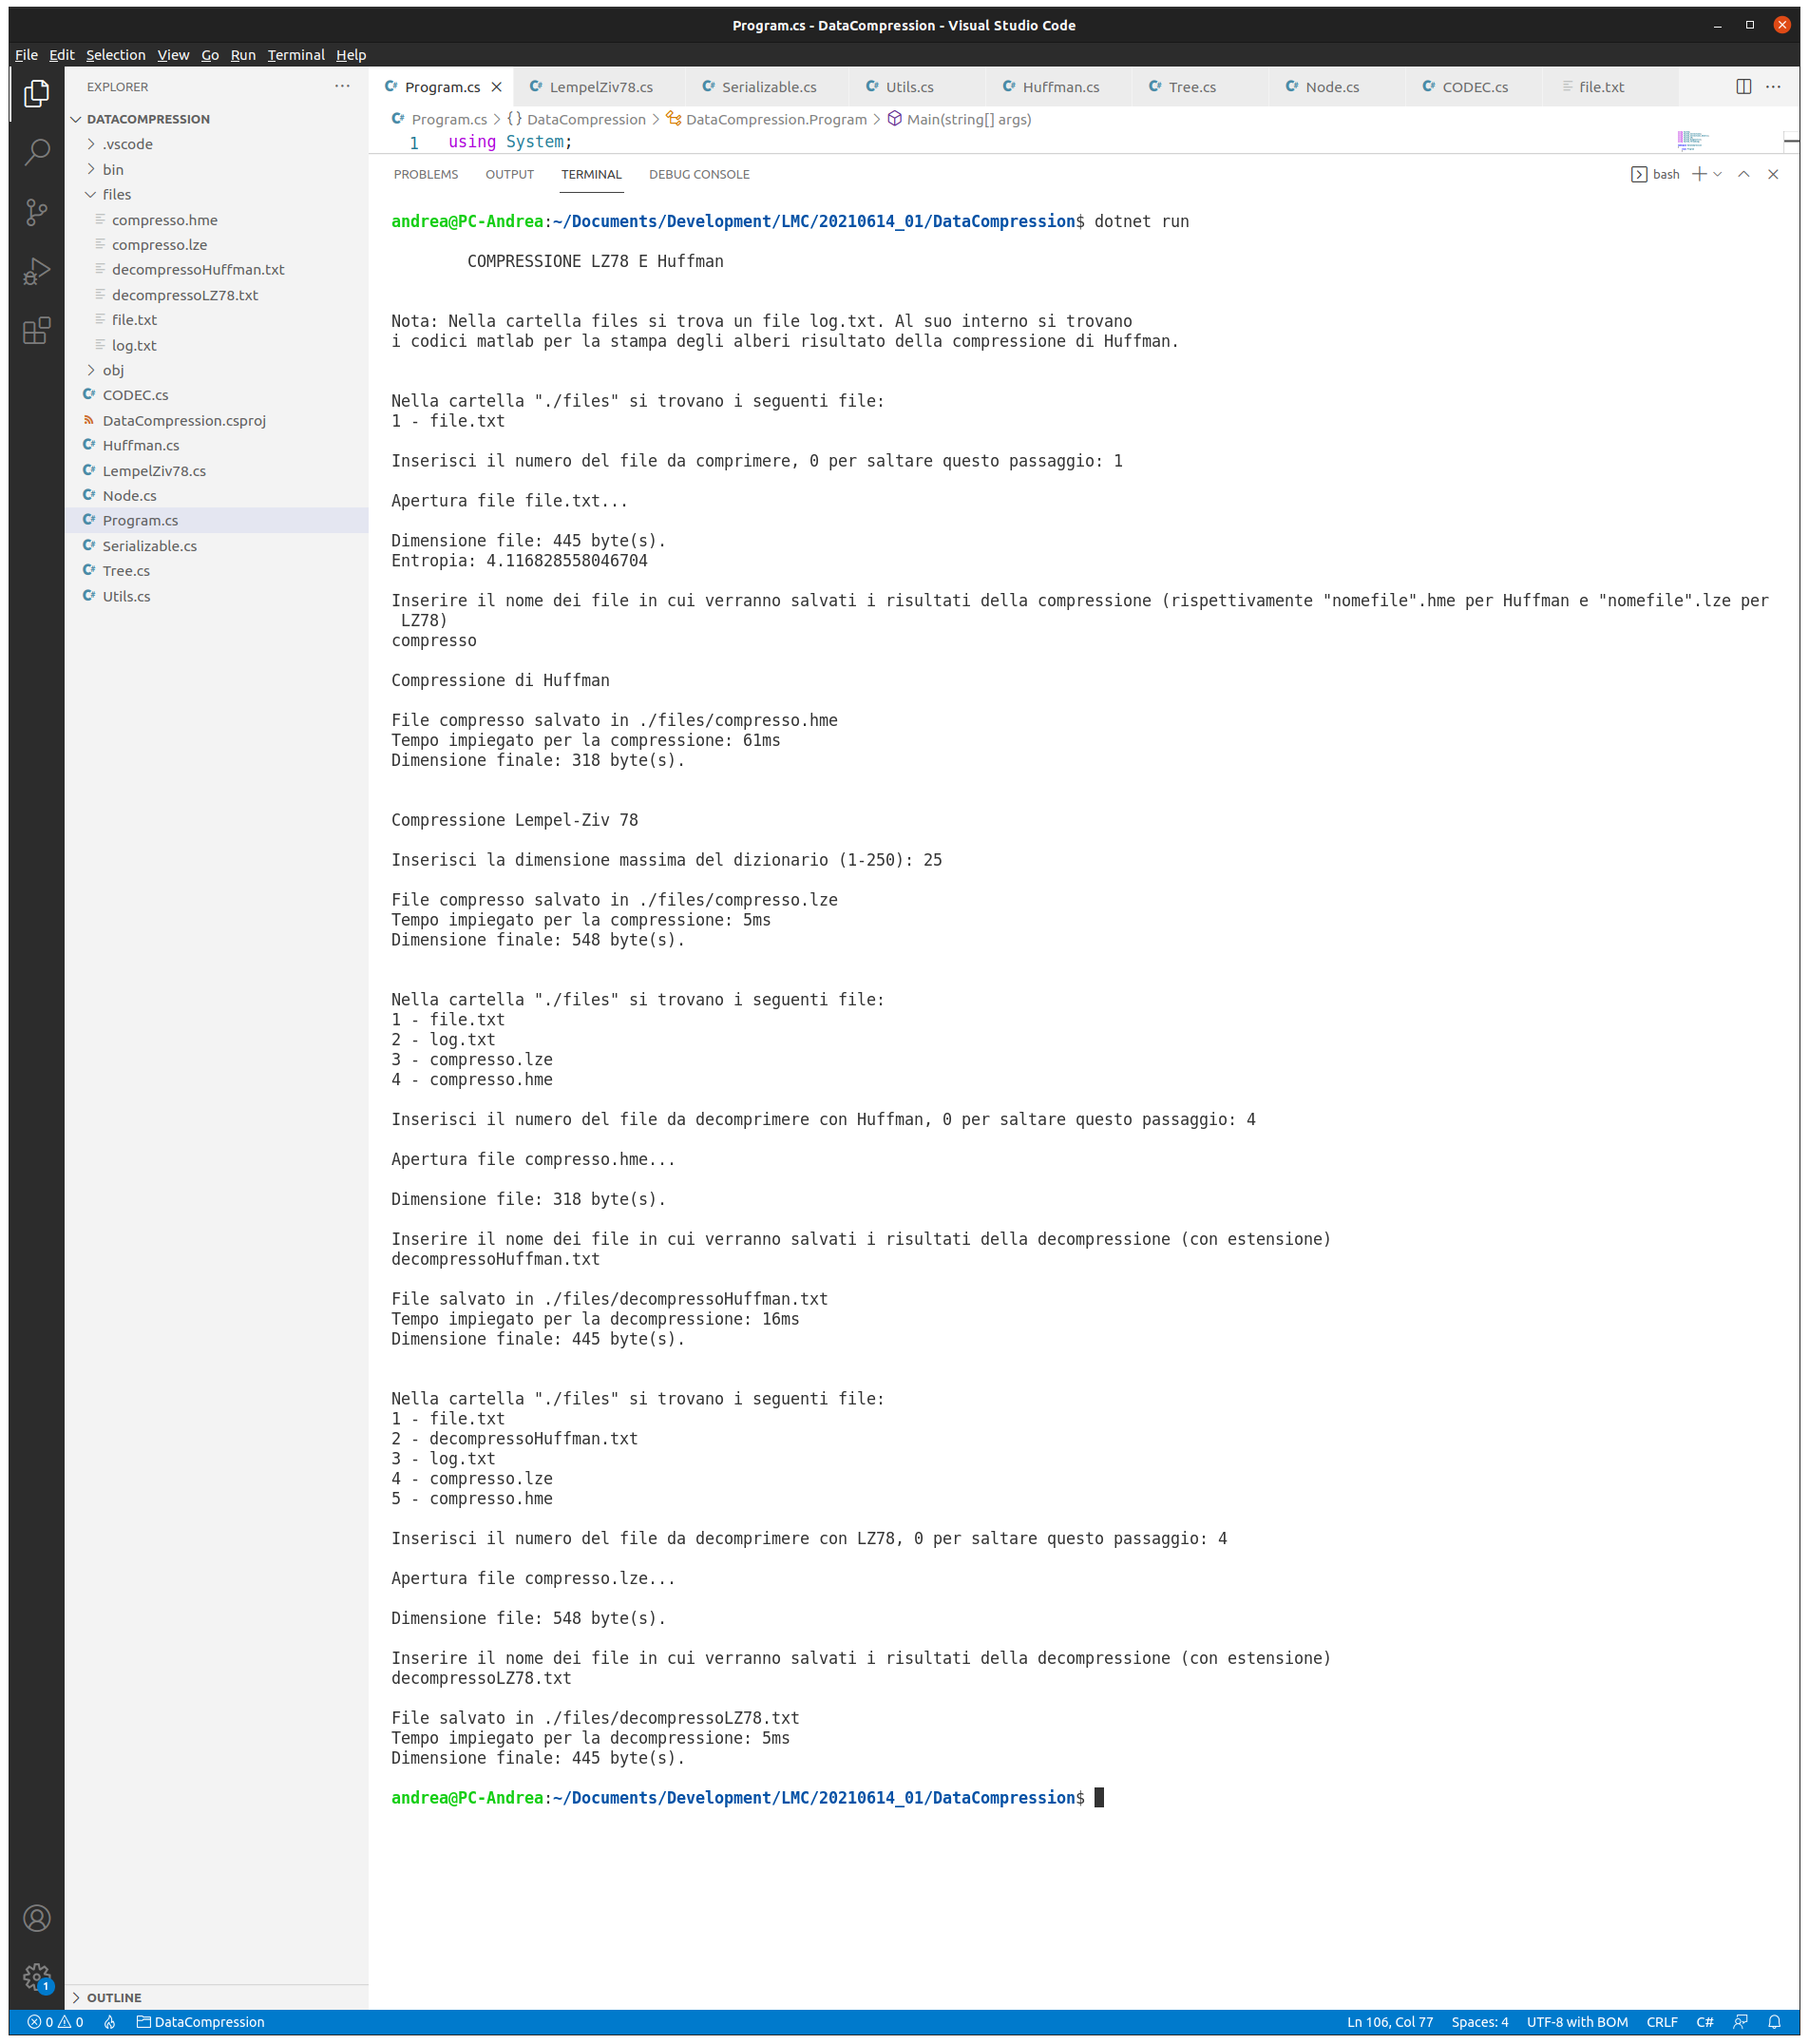 Program.cs - DataCompression - Visual Studio Code
File Edit Selection View Go Run Terminal Help
EXPLORER
DATACOMPRESSION
.vscode
bin
files
compresso.hme
compresso.lze
decompressoHuffman.txt
decompressoLZ78.txt
file.txt
log.txt
obj
CODEC.cs
DataCompression.csproj
Huffman.cs
LempelZiv78.cs
Node.cs
Program.cs
Serializable.cs
Tree.cs
Utils.cs
OUTLINE
Program.cs LempelZiv78.cs Serializable.cs Utils.cs Huffman.cs Tree.cs Node.cs CODEC.cs file.txt
Program.cs > {} DataCompression > DataCompression.Program > Main(string[] args)
1 using System;
PROBLEMS OUTPUT TERMINAL DEBUG CONSOLE bash
andrea@PC-Andrea:~/Documents/Development/LMC/20210614_01/DataCompression$ dotnet run
COMPRESSIONE LZ78 E Huffman
Nota: Nella cartella files si trova un file log.txt. Al suo interno si trovano
i codici matlab per la stampa degli alberi risultato della compressione di Huffman.
Nella cartella "./files" si trovano i seguenti file:
1 - file.txt
Inserisci il numero del file da comprimere, 0 per saltare questo passaggio: 1
Apertura file file.txt...
Dimensione file: 445 byte(s).
Entropia: 4.116828558046704
Inserire il nome dei file in cui verranno salvati i risultati della compressione (rispettivamente "nomefile".hme per Huffman e "nomefile".lze per
LZ78)
compresso
Compressione di Huffman
File compresso salvato in ./files/compresso.hme
Tempo impiegato per la compressione: 61ms
Dimensione finale: 318 byte(s).
Compressione Lempel-Ziv 78
Inserisci la dimensione massima del dizionario (1-250): 25
File compresso salvato in ./files/compresso.lze
Tempo impiegato per la compressione: 5ms
Dimensione finale: 548 byte(s).
Nella cartella "./files" si trovano i seguenti file:
1 - file.txt
2 - log.txt
3 - compresso.lze
4 - compresso.hme
Inserisci il numero del file da decomprimere con Huffman, 0 per saltare questo passaggio: 4
Apertura file compresso.hme...
Dimensione file: 318 byte(s).
Inserire il nome dei file in cui verranno salvati i risultati della decompressione (con estensione)
decompressoHuffman.txt
File salvato in ./files/decompressoHuffman.txt
Tempo impiegato per la decompressione: 16ms
Dimensione finale: 445 byte(s).
Nella cartella "./files" si trovano i seguenti file:
1 - file.txt
2 - decompressoHuffman.txt
3 - log.txt
4 - compresso.lze
5 - compresso.hme
Inserisci il numero del file da decomprimere con LZ78, 0 per saltare questo passaggio: 4
Apertura file compresso.lze...
Dimensione file: 548 byte(s).
Inserire il nome dei file in cui verranno salvati i risultati della decompressione (con estensione)
decompressoLZ78.txt
File salvato in ./files/decompressoLZ78.txt
Tempo impiegato per la decompressione: 5ms
Dimensione finale: 445 byte(s).
andrea@PC-Andrea:~/Documents/Development/LMC/20210614_01/DataCompression$
1
0 0 DataCompression Ln 106, Col 77 Spaces: 4 UTF-8 with BOM CRLF C#